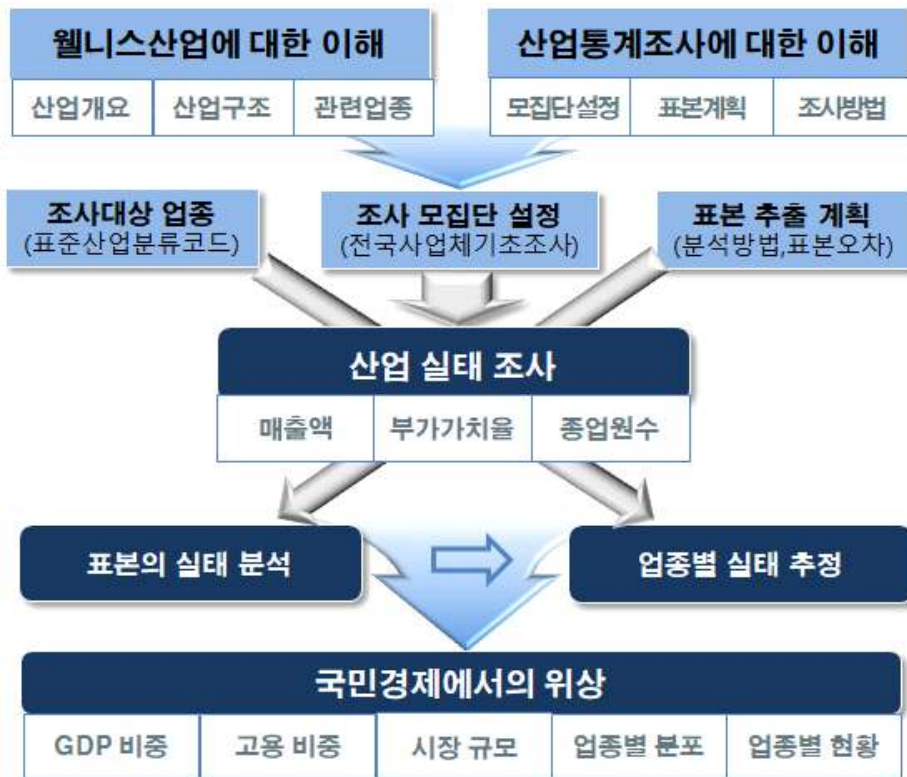 웰니스산업에 대한 이해
산업통계조사에 대한 이해
산업개요 산업구조 관련업종
모집단설정 표본계획 조사방법
조사대상 업종
(표준산업분류코드)
조사 모집단 설정
(전국사업체기초조사)
표본 추출 계획
(분석방법,표본오차)
산업 실태 조사
매출액 부가가치율 종업원수
표본의 실태 분석
업종별 실태 추정
국민경제에서의 위상
GDP 비중 고용 비중 시장 규모 업종별 분포 업종별 현황